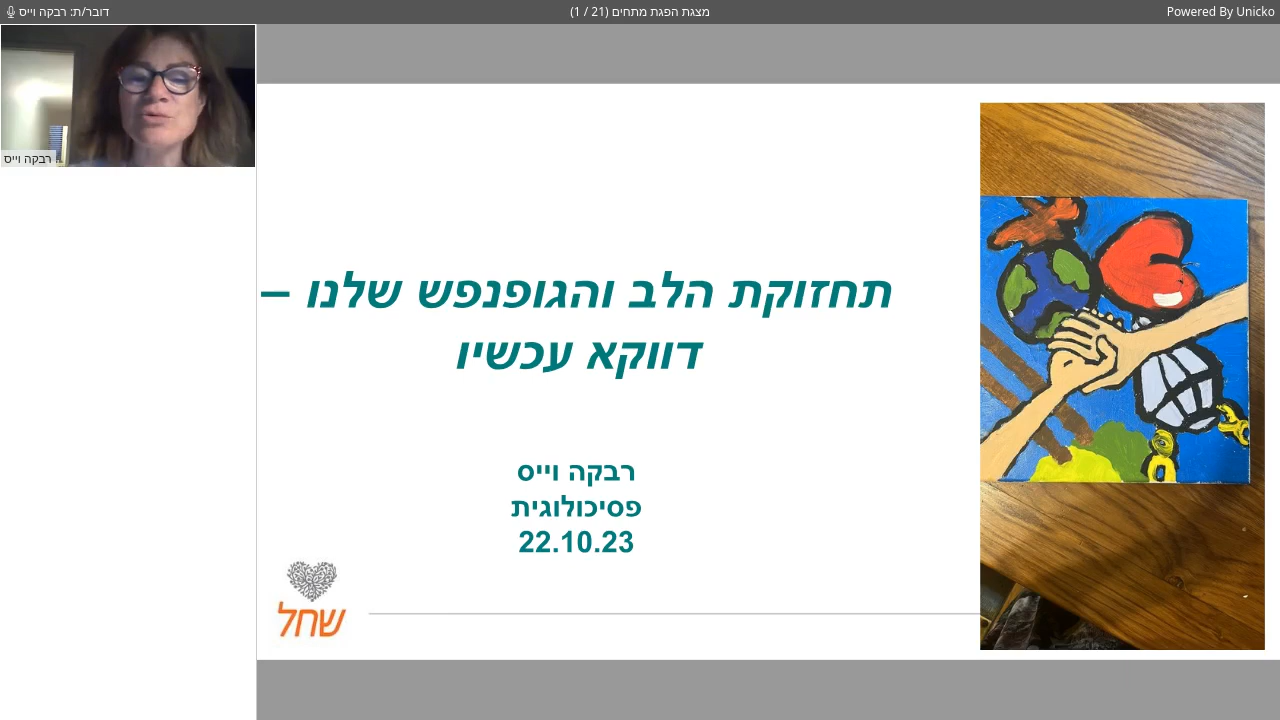 דובר/ת: רבקה וייס
מצגת הפגת מתחים (21 / 1)
Powered By Unicko
רבקה וייס
תחזוקת הלב והגופנפש שלנו –
דווקא עכשיו
רבקה וייס
פסיכולוגית
22.10.23
שחל